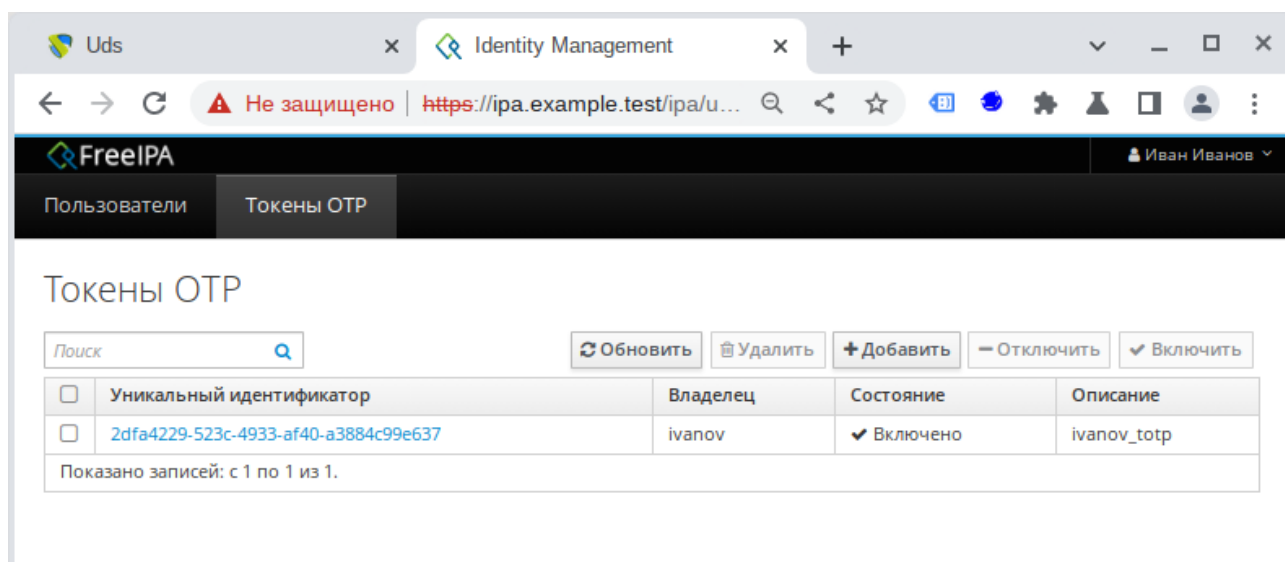 Uds
Identity Management
Не защищено
https://ipa.example.test/ipa/u...
FreeIPA
Иван Иванов
Пользователи
Токены OTP
Токены OTP
Поиск
Обновить
Удалить
Добавить
Отключить
Включить
Уникальный идентификатор
Владелец
Состояние
Описание
2dfa4229-523c-4933-af40-a3884c99e637
ivanov
Включено
ivanov_totp
Показано записей: с 1 по 1 из 1.